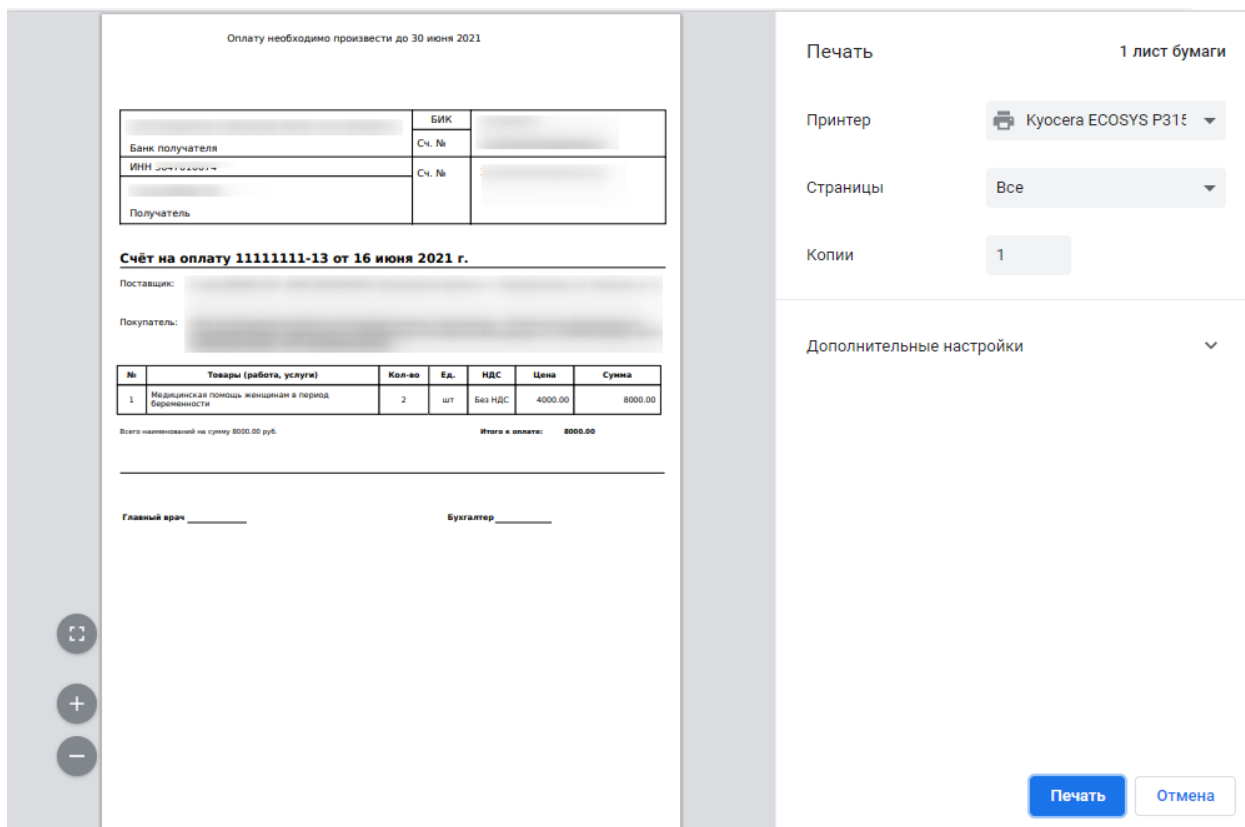 Оплату необходимо произвести до 30 июня 2021
БИК
Банк получателя
Сч. №
ИНН
Сч. №
Получатель
Счёт на оплату 11111111-13 от 16 июня 2021 г.
Поставщик:
Покупатель:
№ Товары (работа, услуги) Кол-во Ед. НДС Цена Сумма
1 Медицинская помощь женщинам в период беременности 2 шт Без НДС 4000.00 8000.00
Всего наименований на сумму 8000.00 руб. Итого к оплате: 8000.00
Главный врач Бухгалтер
Печать 1 лист бумаги
Принтер Kyocera ECOSYS P315
Страницы Все
Копии 1
Дополнительные настройки
Печать Отмена